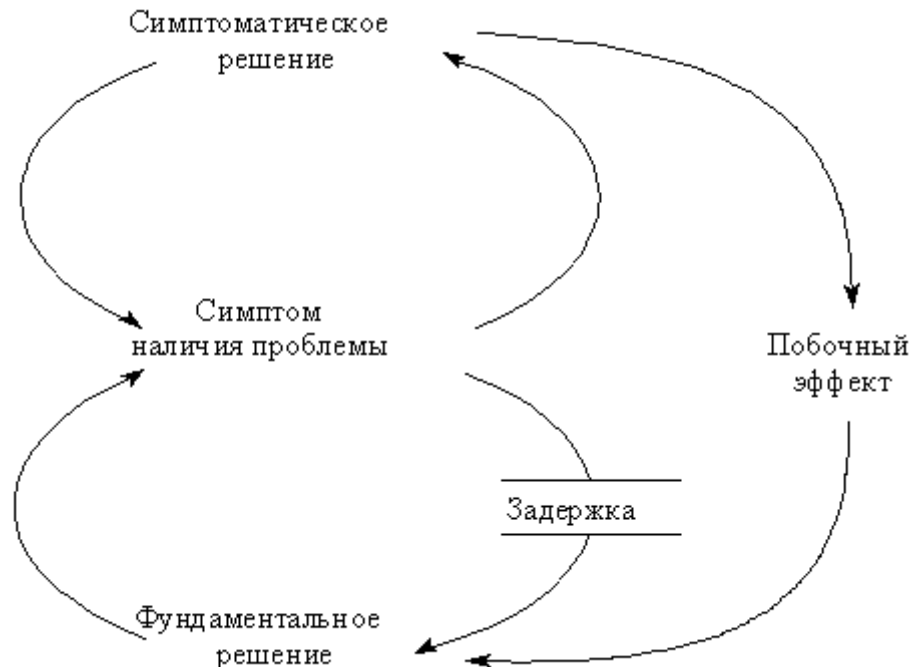 Симптоматическое
решение
Симптом
наличия проблемы
Побочный
эффект
Задержка
Фундаментальное
решение